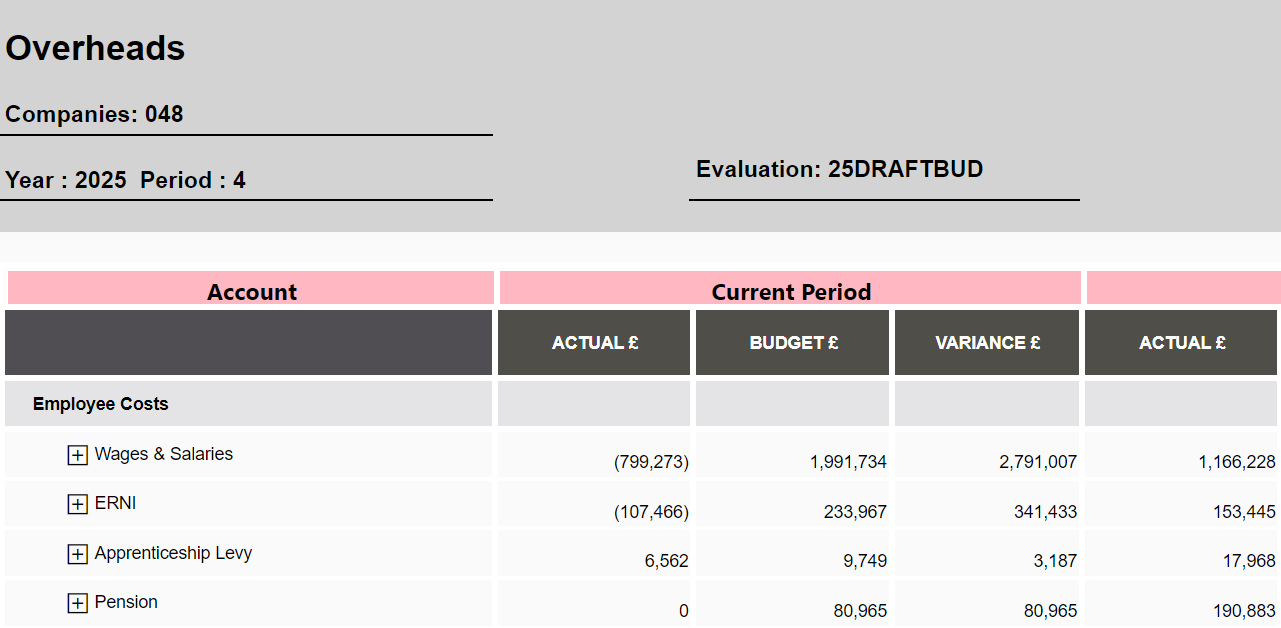 Overheads
Companies: 048
Year : 2025 Period : 4
Evaluation: 25DRAFTBUD
Account Current Period
ACTUAL £ BUDGET £ VARIANCE £ ACTUAL £
Employee Costs
Wages & Salaries (799,273) 1,991,734 2,791,007 1,166,228
ERNI (107,466) 233,967 341,433 153,445
Apprenticeship Levy 6,562 9,749 3,187 17,968
Pension 0 80,965 80,965 190,883